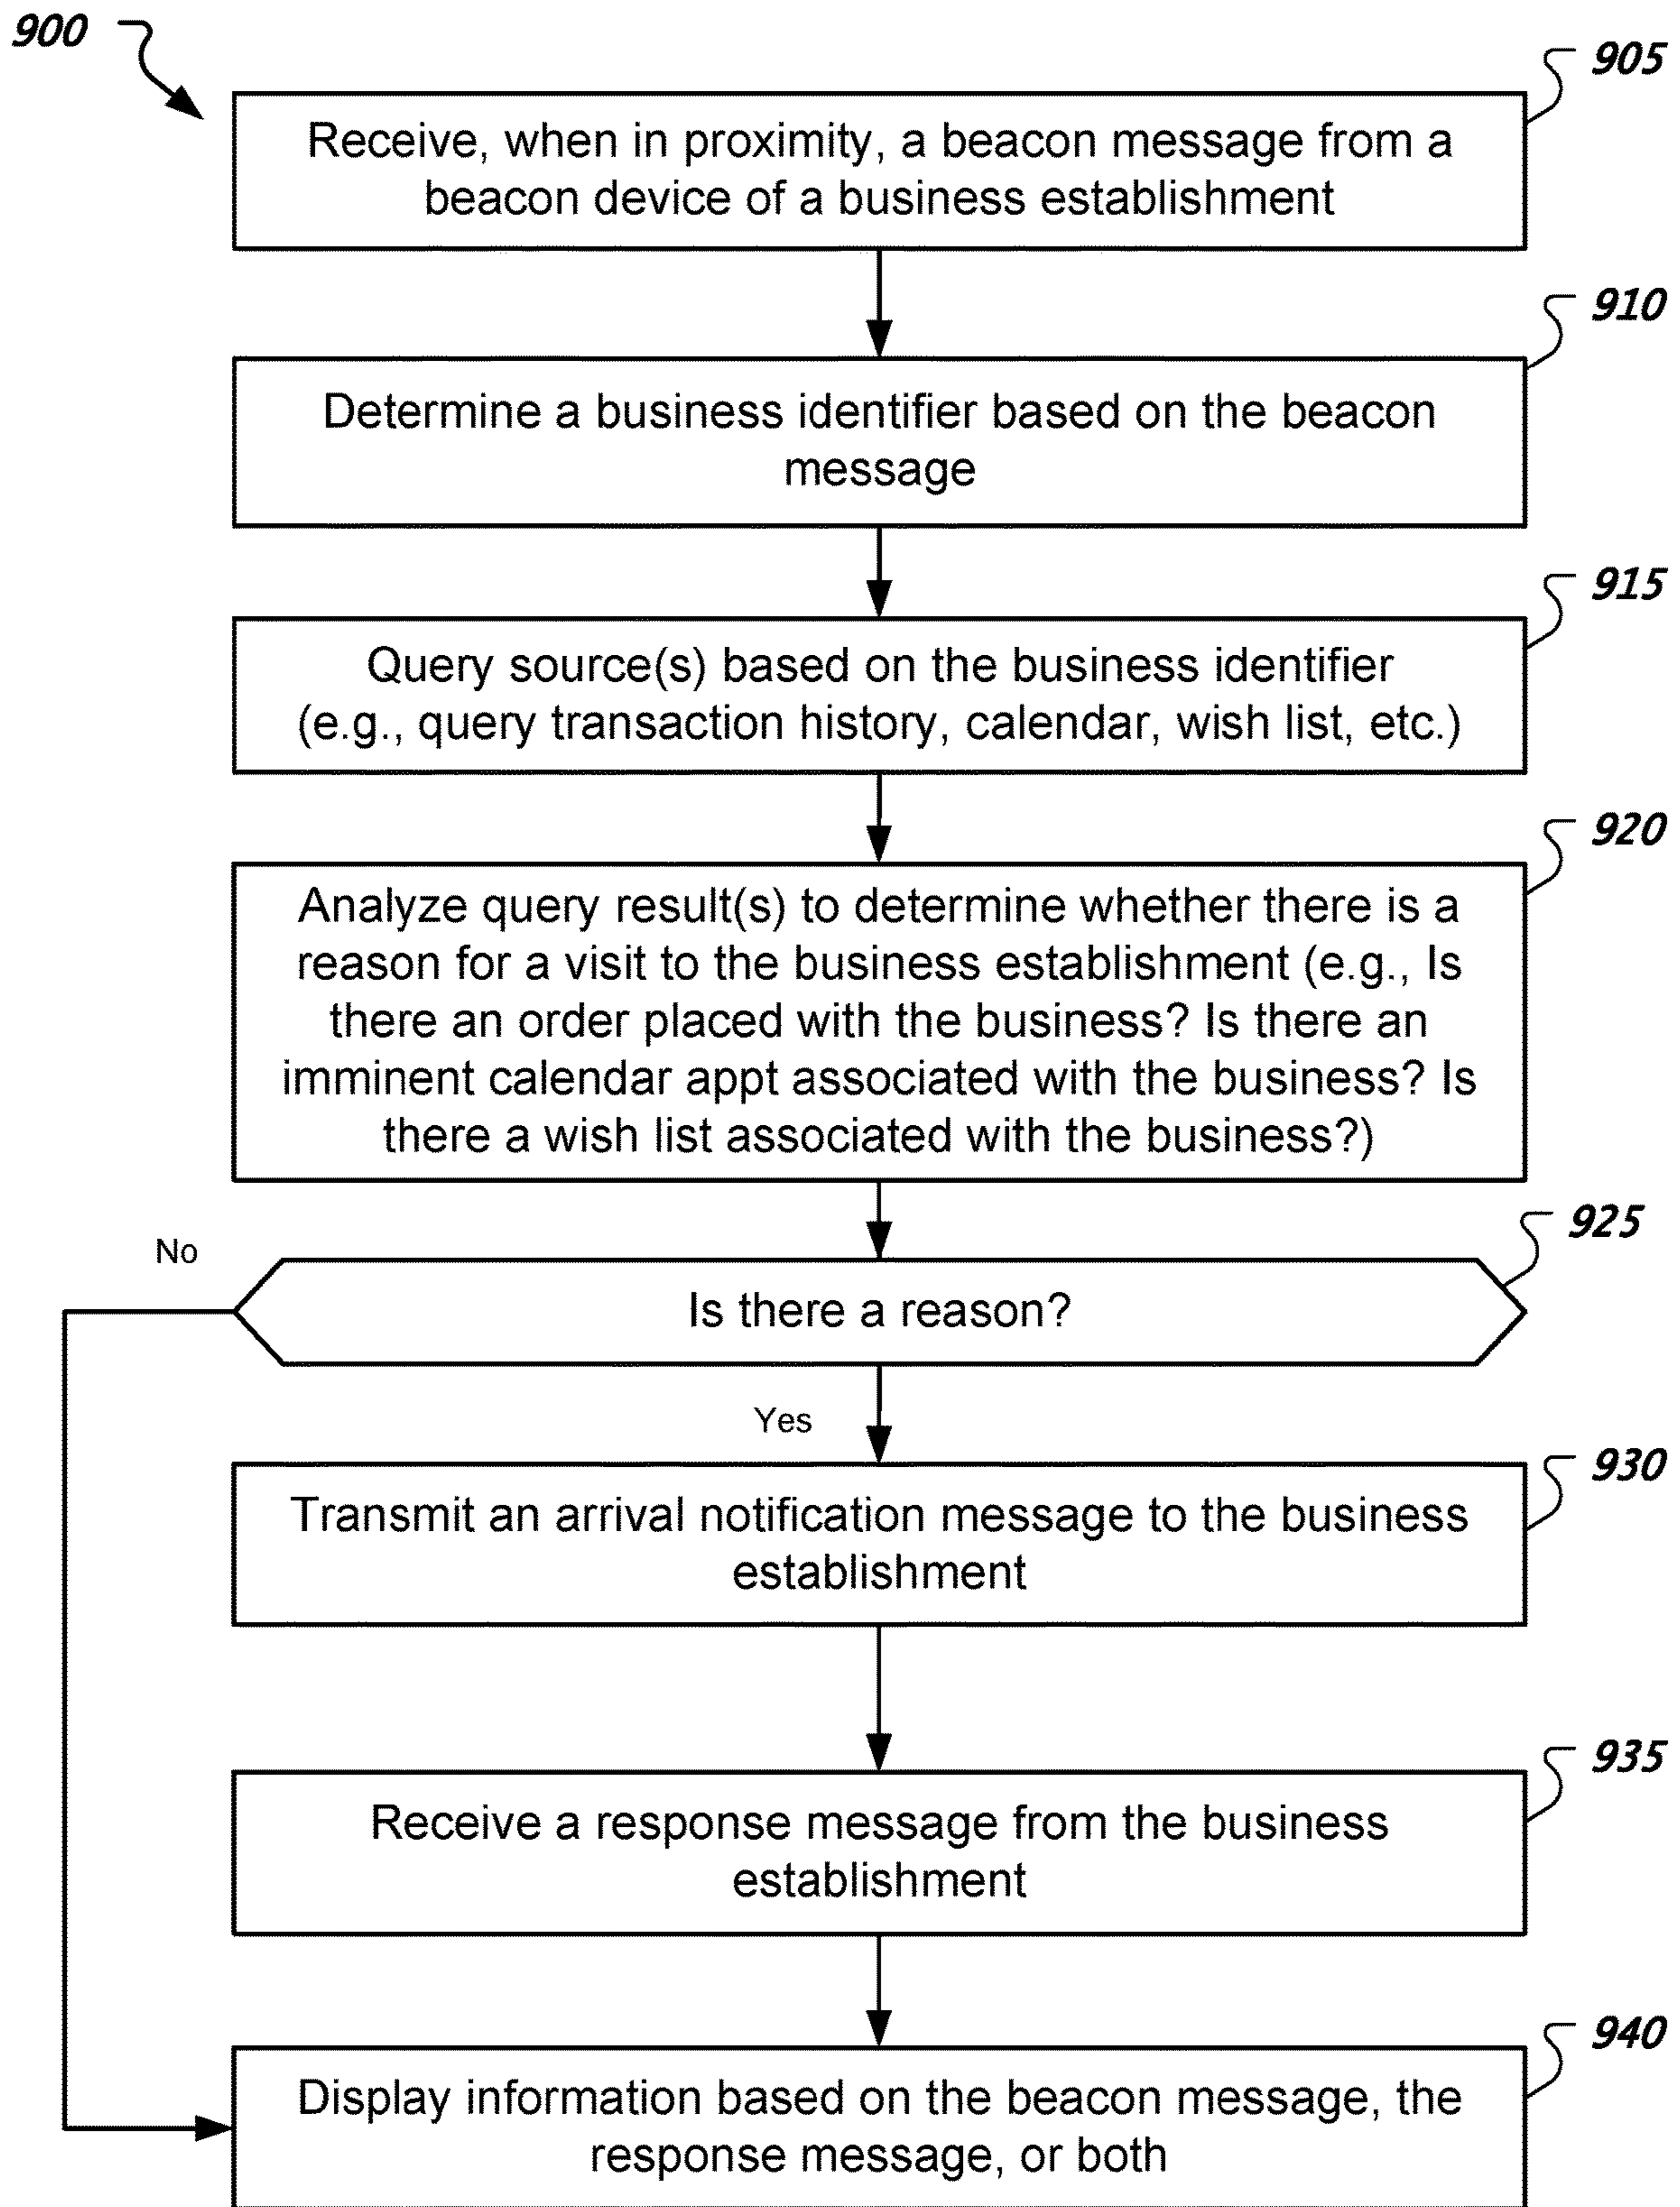 900
905
Receive, when in proximity, a beacon message from a
beacon device of a business establishment
910
Determine a business identifier based on the beacon
message
915
Query source(s) based on the business identifier
(e.g., query transaction history, calendar, wish list, etc.)
920
Analyze query result(s) to determine whether there is a
reason for a visit to the business establishment (e.g., Is
there an order placed with the business? Is there an
imminent calendar appt associated with the business? Is
there a wish list associated with the business?)
925
No
Is there a reason?
Yes
930
Transmit an arrival notification message to the business
establishment
935
Receive a response message from the business
establishment
940
Display information based on the beacon message, the
response message, or both